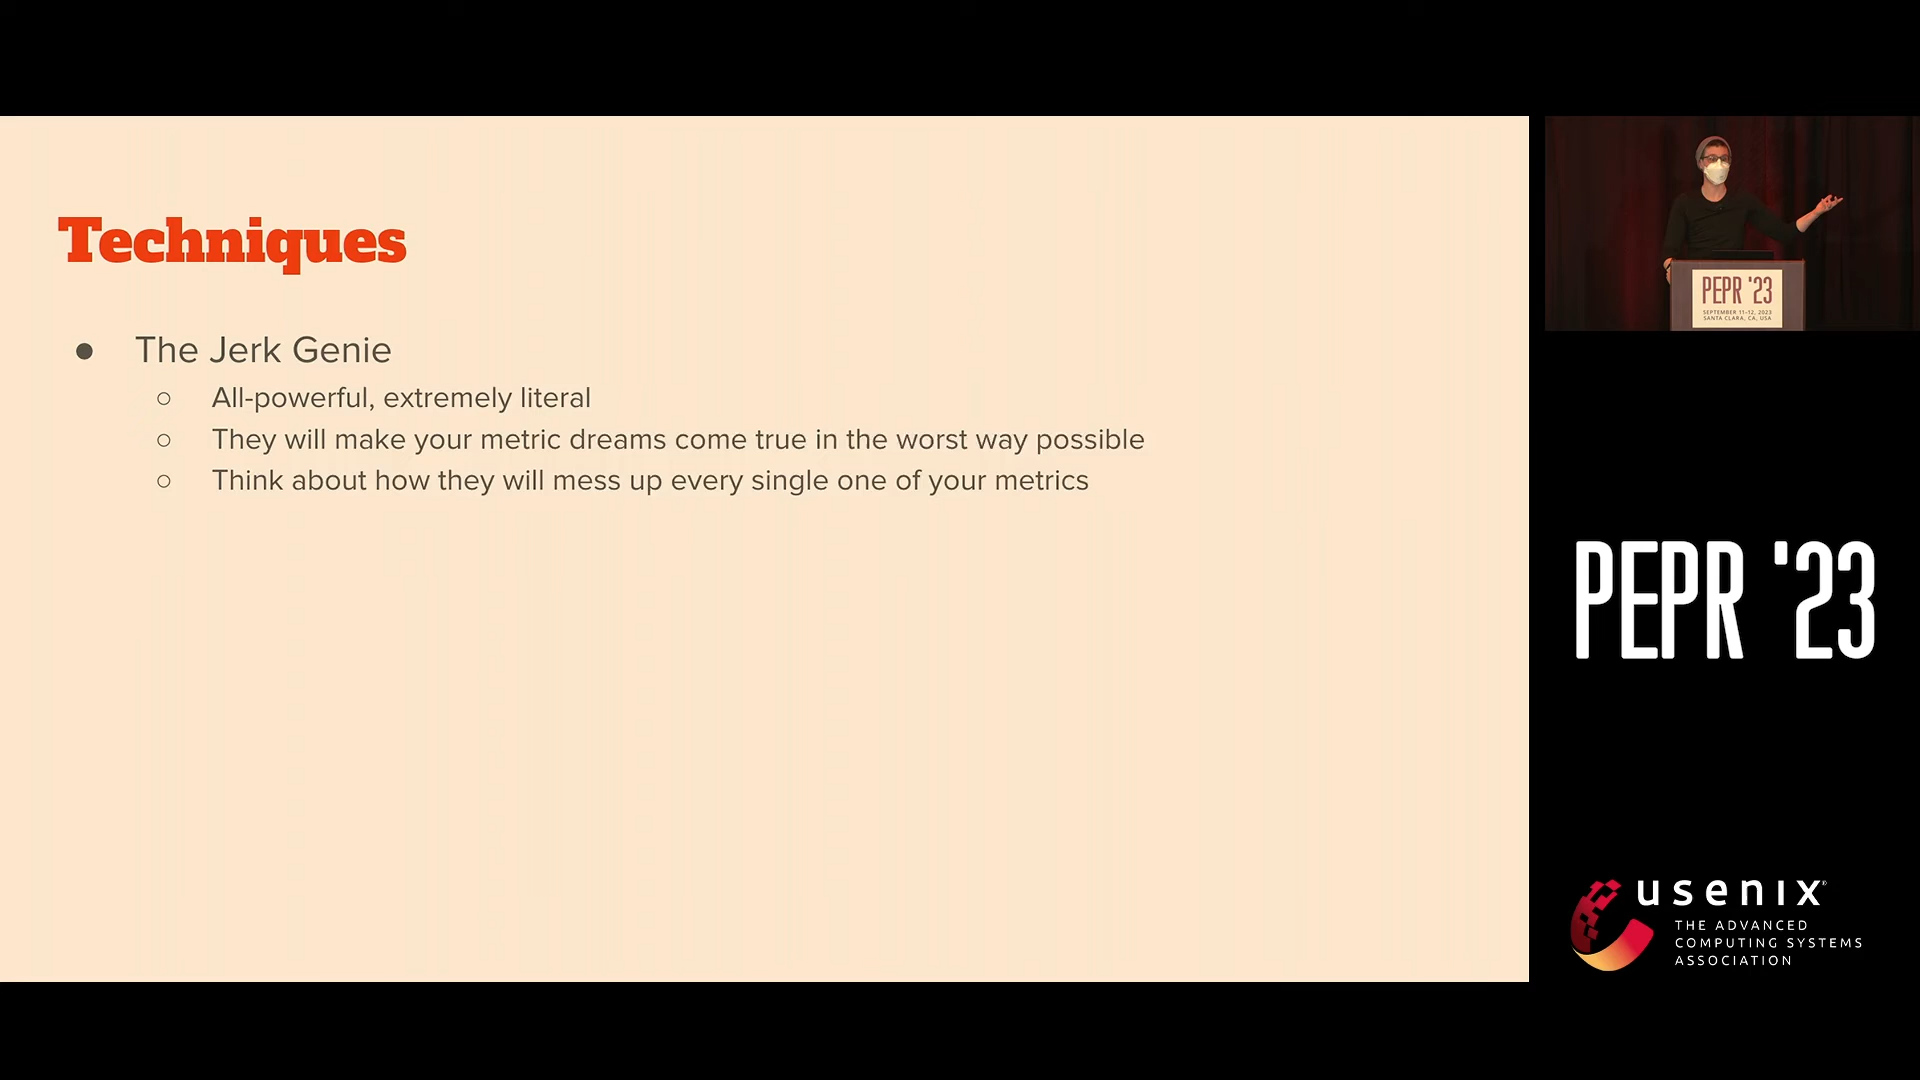 Techniques
● The Jerk Genie
○ All-powerful, extremely literal
○ They will make your metric dreams come true in the worst way possible
○ Think about how they will mess up every single one of your metrics
PEPR '23
SEPTEMBER 11–12, 2023
SANTA CLARA, CA, USA
PEPR '23
usenix®
THE ADVANCED
COMPUTING SYSTEMS
ASSOCIATION